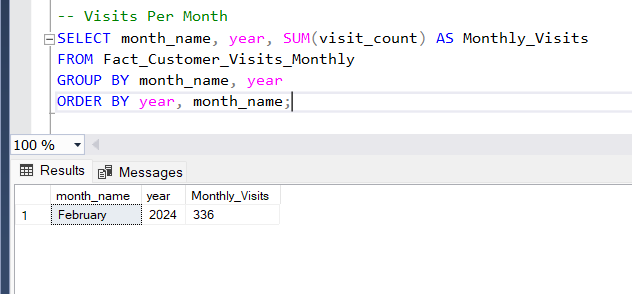 -- Visits Per Month
SELECT month_name, year, SUM(visit_count) AS Monthly_Visits
FROM Fact_Customer_Visits_Monthly
GROUP BY month_name, year
ORDER BY year, month_name;
100 %
Results Messages
month_name year Monthly_Visits
1 February 2024 336